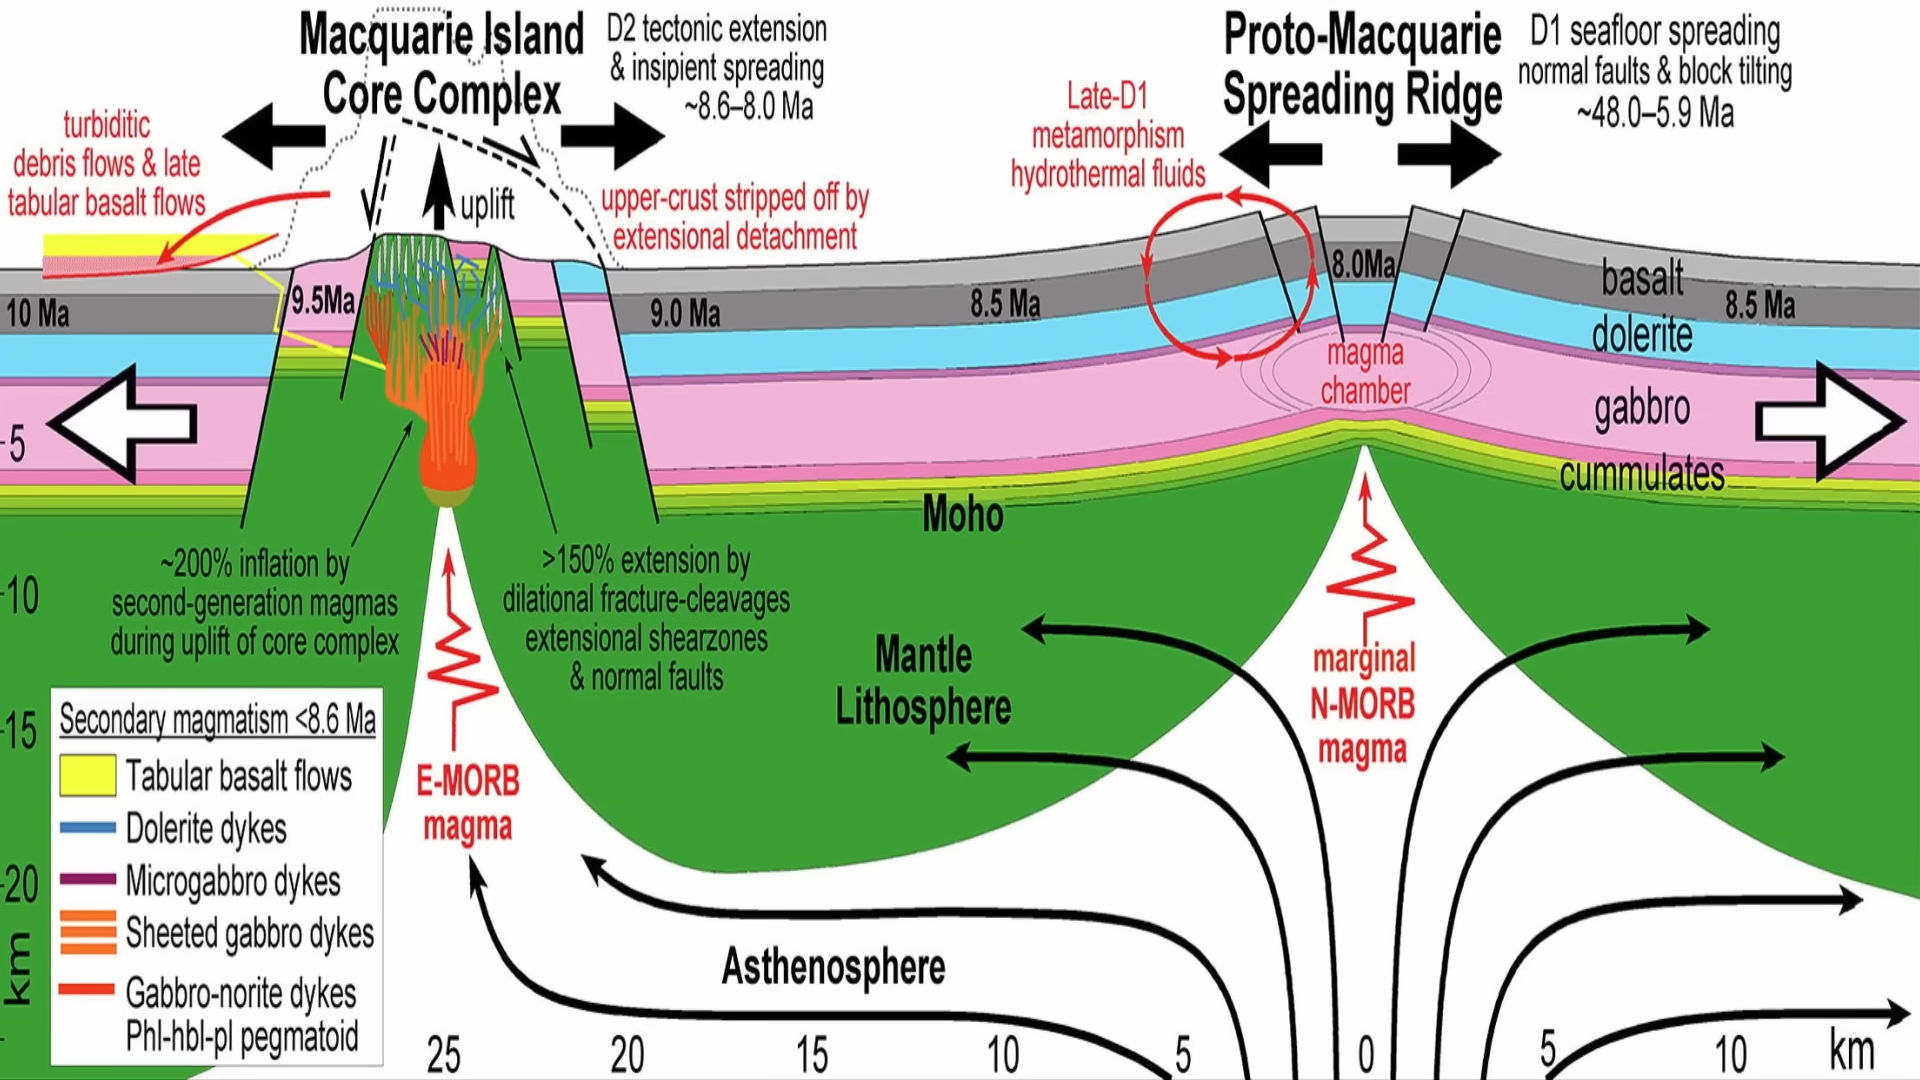 Macquarie Island
Core Complex
D2 tectonic extension
& insipient spreading
~8.6–8.0 Ma
Proto-Macquarie
Spreading Ridge
D1 seafloor spreading
normal faults & block tilting
~48.0–5.9 Ma
turbiditic
debris flows & late
tabular basalt flows
uplift
upper-crust stripped off by
extensional detachment
Late-D1
metamorphism
hydrothermal fluids
10 Ma
9.5Ma
9.0 Ma
8.5 Ma
8.0Ma
8.5 Ma
basalt
dolerite
gabbro
cummulates
magma
chamber
Moho
5
10
15
20
km
~200% inflation by
second-generation magmas
during uplift of core complex
>150% extension by
dilational fracture-cleavages
extensional shearzones
& normal faults
Mantle
Lithosphere
marginal
N-MORB
magma
E-MORB
magma
Asthenosphere
Secondary magmatism <8.6 Ma
Tabular basalt flows
Dolerite dykes
Microgabbro dykes
Sheeted gabbro dykes
Gabbro-norite dykes
Phl-hbl-pl pegmatoid
25 20 15 10 5 0 5 10 km